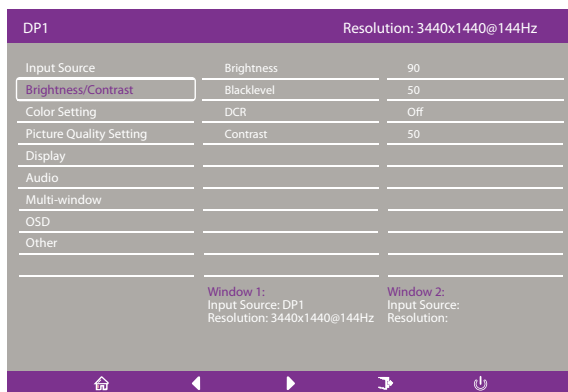 DP1 Resolution: 3440x1440@144Hz
Input Source Brightness 90
Brightness/Contrast Blacklevel 50
Color Setting DCR Off
Picture Quality Setting Contrast 50
Display
Audio
Multi-window
OSD
Other
Window 1: Window 2:
Input Source: DP1 Input Source:
Resolution: 3440x1440@144Hz Resolution: